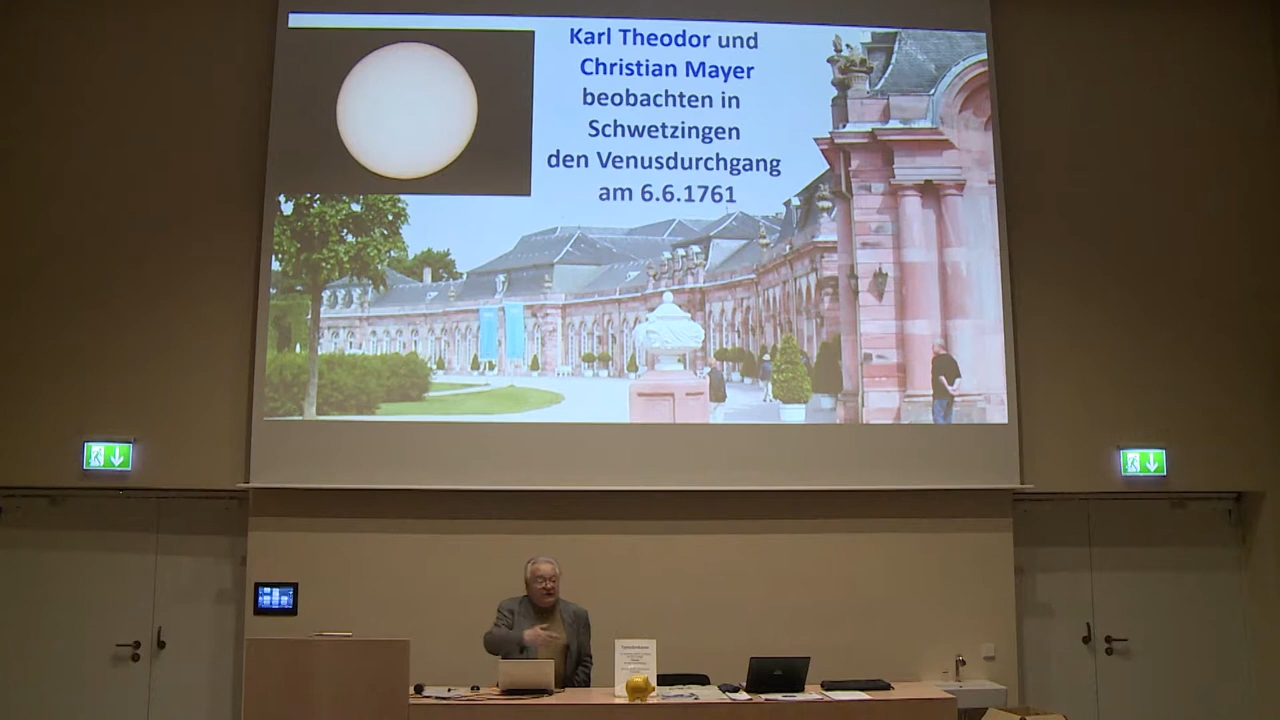 Karl Theodor und
Christian Mayer
beobachten in
Schwetzingen
den Venusdurchgang
am 6.6.1761